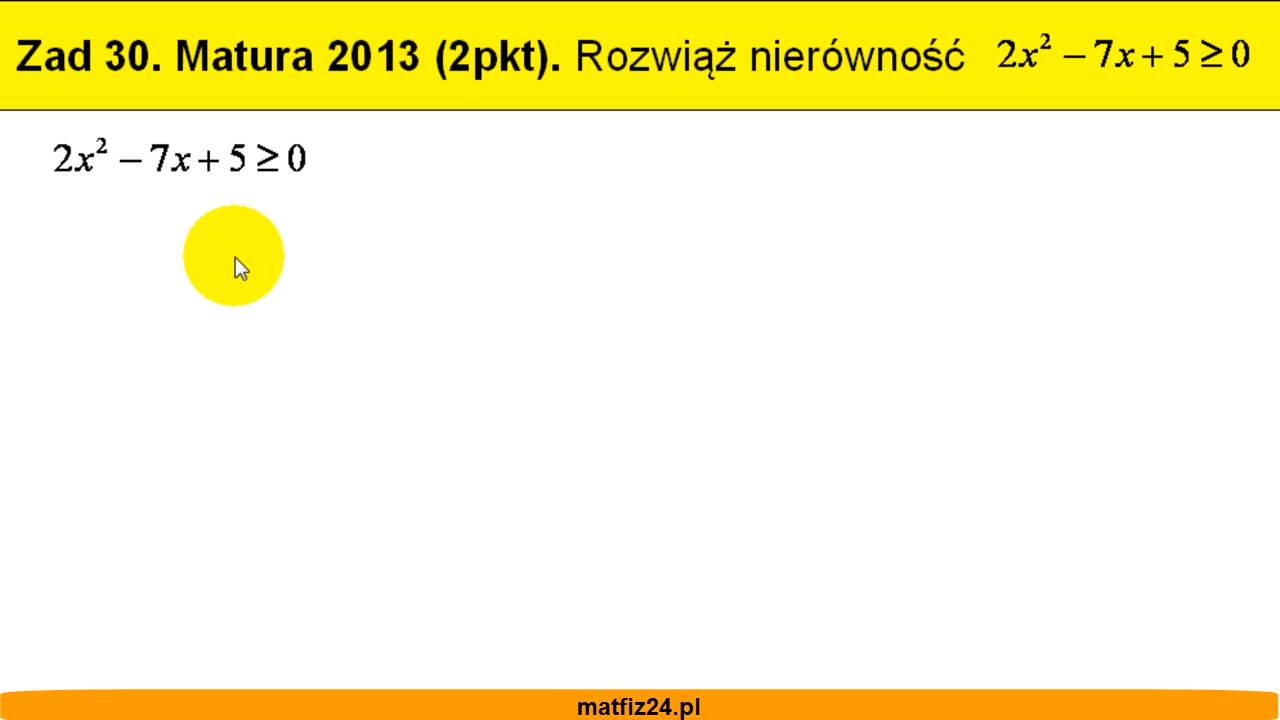 Zad 30. Matura 2013 (2pkt). Rozwiąż nierówność 2x² − 7x + 5 ≥ 0
2x² − 7x + 5 ≥ 0
matfiz24.pl